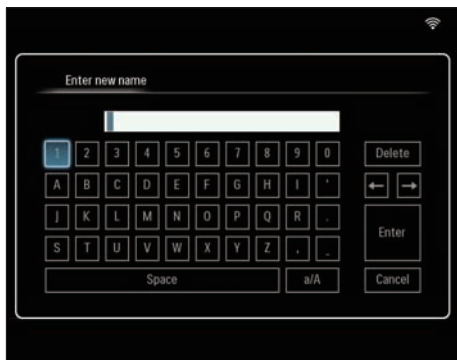 Enter new name
1 2 3 4 5 6 7 8 9 0 Delete
A B C D E F G H I ' ← →
J K L M N O P Q R . Enter
S T U V W X Y Z , _
Space a/A Cancel